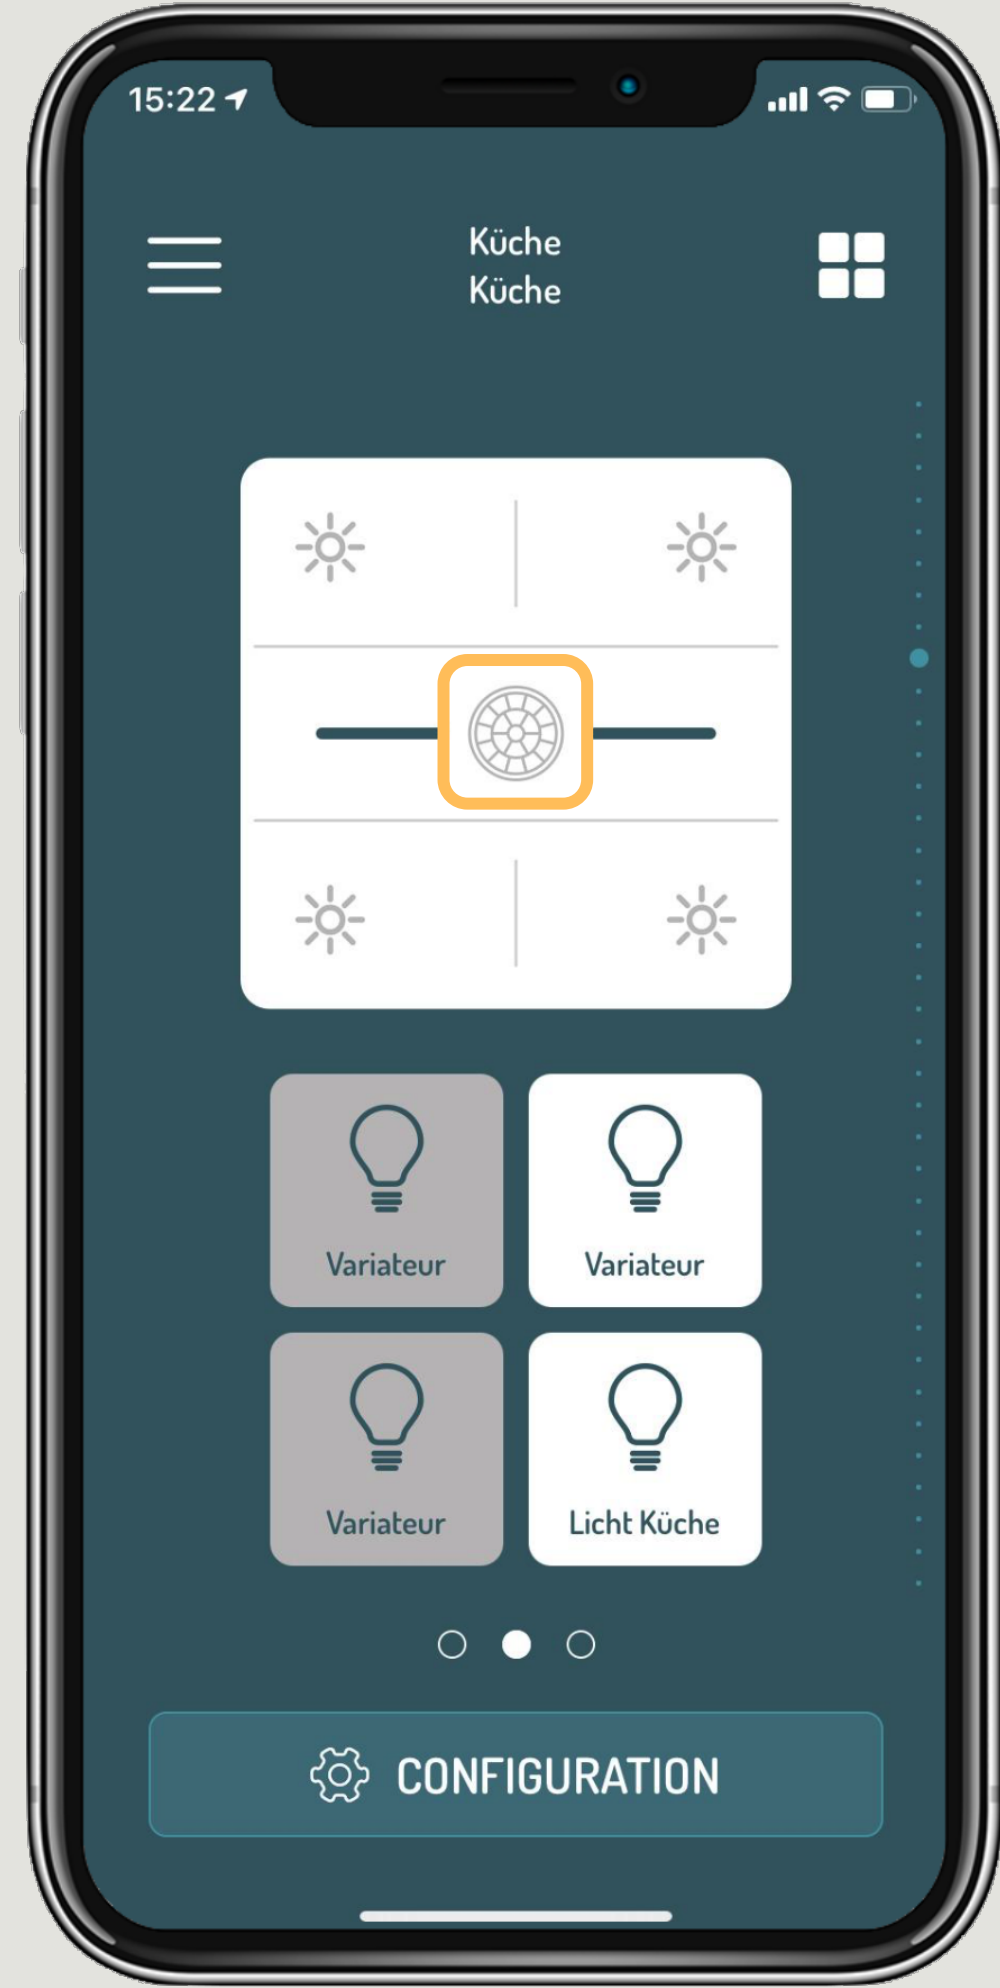 15:22
Küche
Küche
Variateur
Variateur
Variateur
Licht Küche
CONFIGURATION